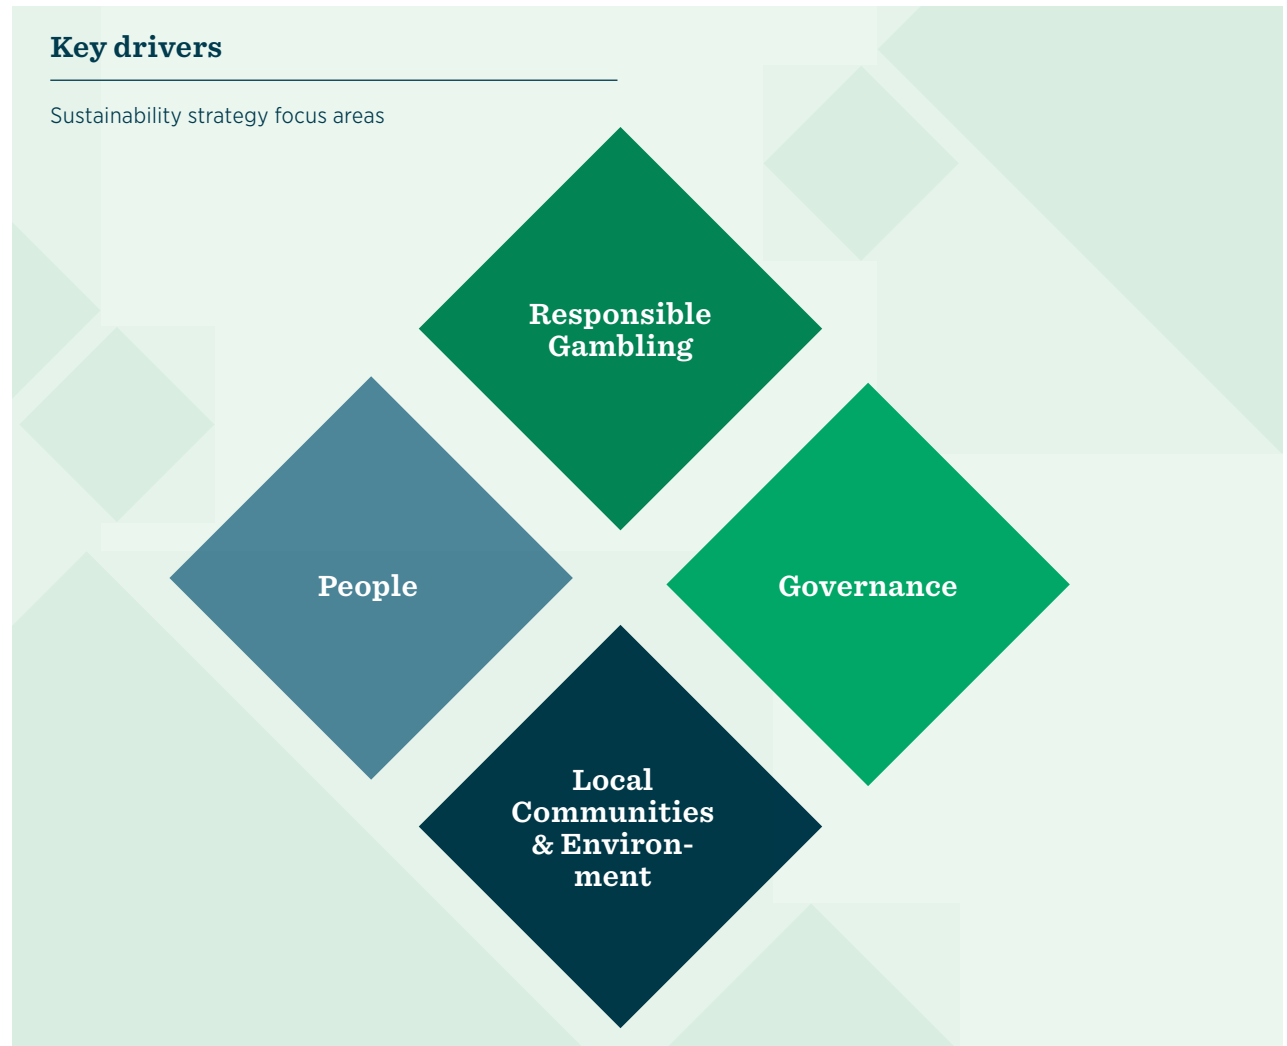 Key drivers
Sustainability strategy focus areas
Responsible
Gambling
People
Governance
Local
Communities
& Environ-
ment